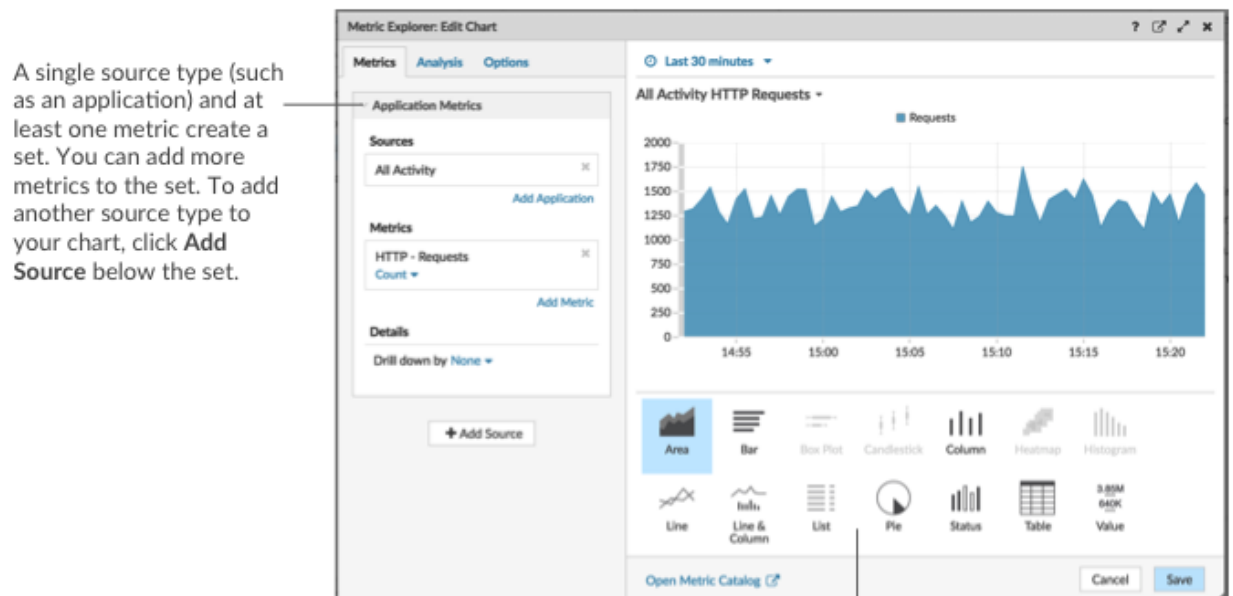 Metric Explorer: Edit Chart
?
A single source type (such
as an application) and at
least one metric create a
set. You can add more
metrics to the set. To add
another source type to
your chart, click Add
Source below the set.
Metrics Analysis Options
Application Metrics
Sources
All Activity
Add Application
Metrics
HTTP - Requests
Count
Add Metric
Details
Drill down by None
+ Add Source
Last 30 minutes
All Activity HTTP Requests
Requests
2000
1750
1500
1250
1000
750
500
250
0
14:55 15:00 15:05 15:10 15:15 15:20
Area Bar Box Plot Candlestick Column Heatmap Histogram
3.85M
640K
Line Line & List Pie Status Table Value
Column
Open Metric Catalog
Cancel Save